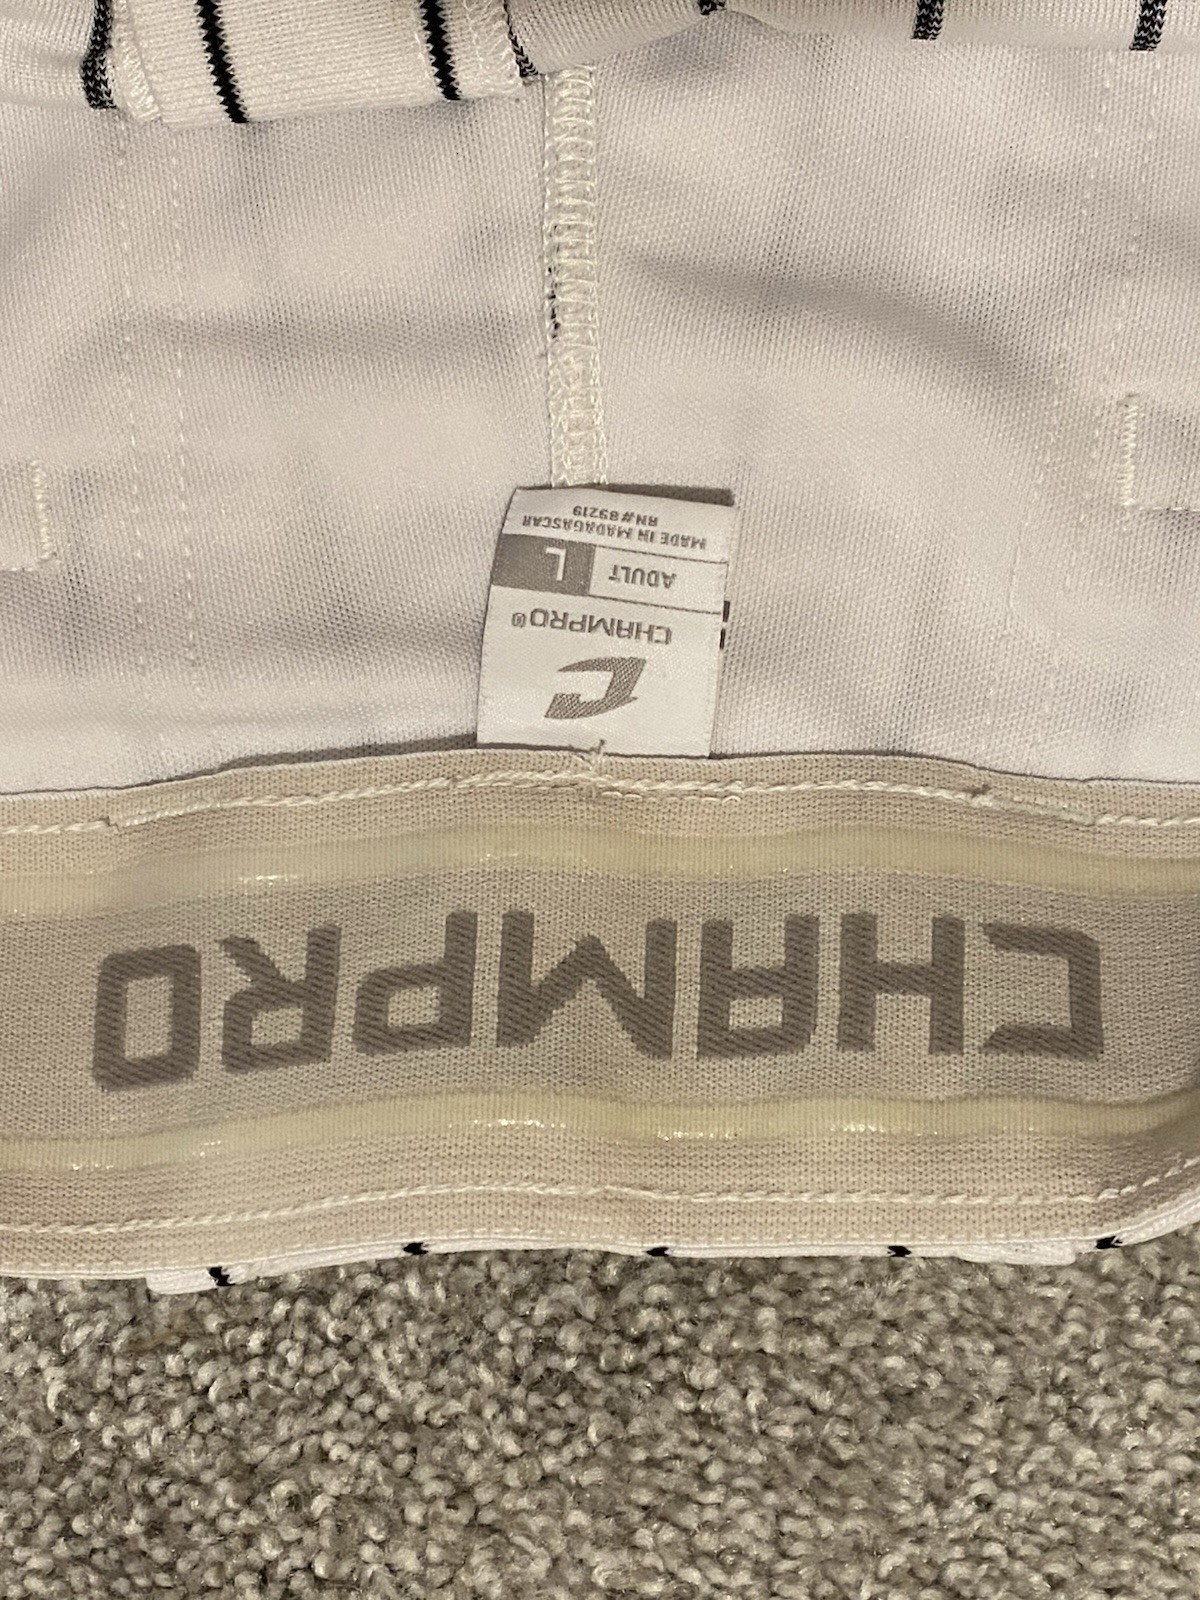 CHAMPRO
CHAMPRO®
ADULT L
MADE IN MADAGASCAR
RN#89219